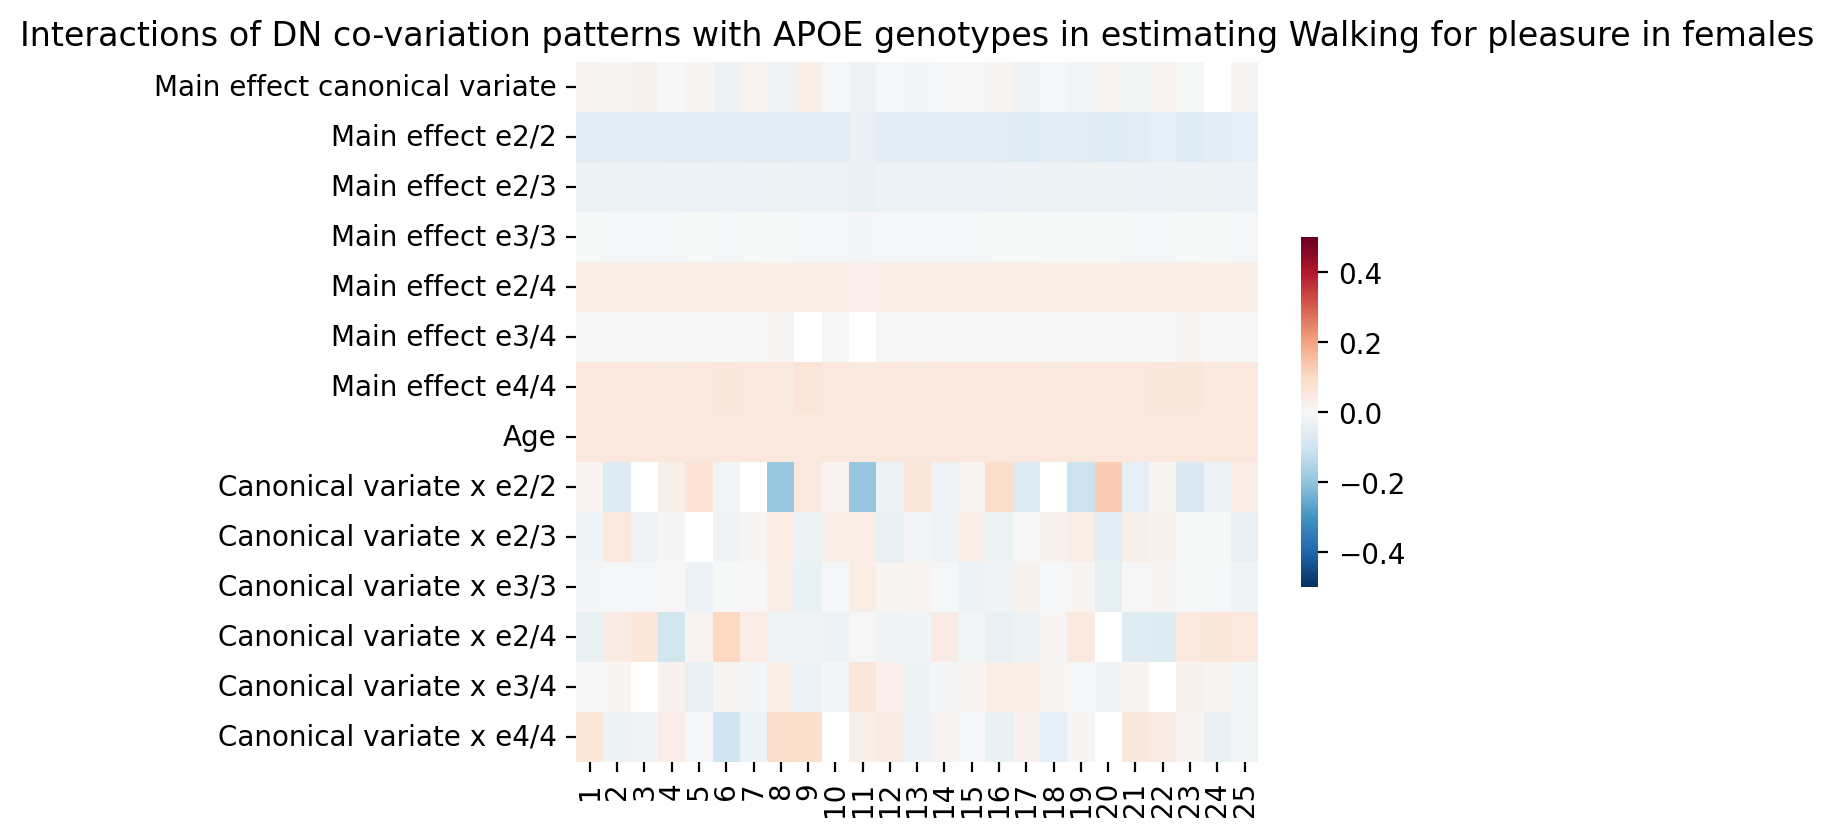 Interactions of DN co-variation patterns with APOE genotypes in estimating Walking for pleasure in females
Main effect canonical variate
Main effect e2/2
Main effect e2/3
Main effect e3/3
Main effect e2/4
Main effect e3/4
Main effect e4/4
Age
Canonical variate x e2/2
Canonical variate x e2/3
Canonical variate x e3/3
Canonical variate x e2/4
Canonical variate x e3/4
Canonical variate x e4/4
1 2 3 4 5 6 7 8 9 10 11 12 13 14 15 16 17 18 19 20 21 22 23 24 25
0.4
0.2
0.0
−0.2
−0.4